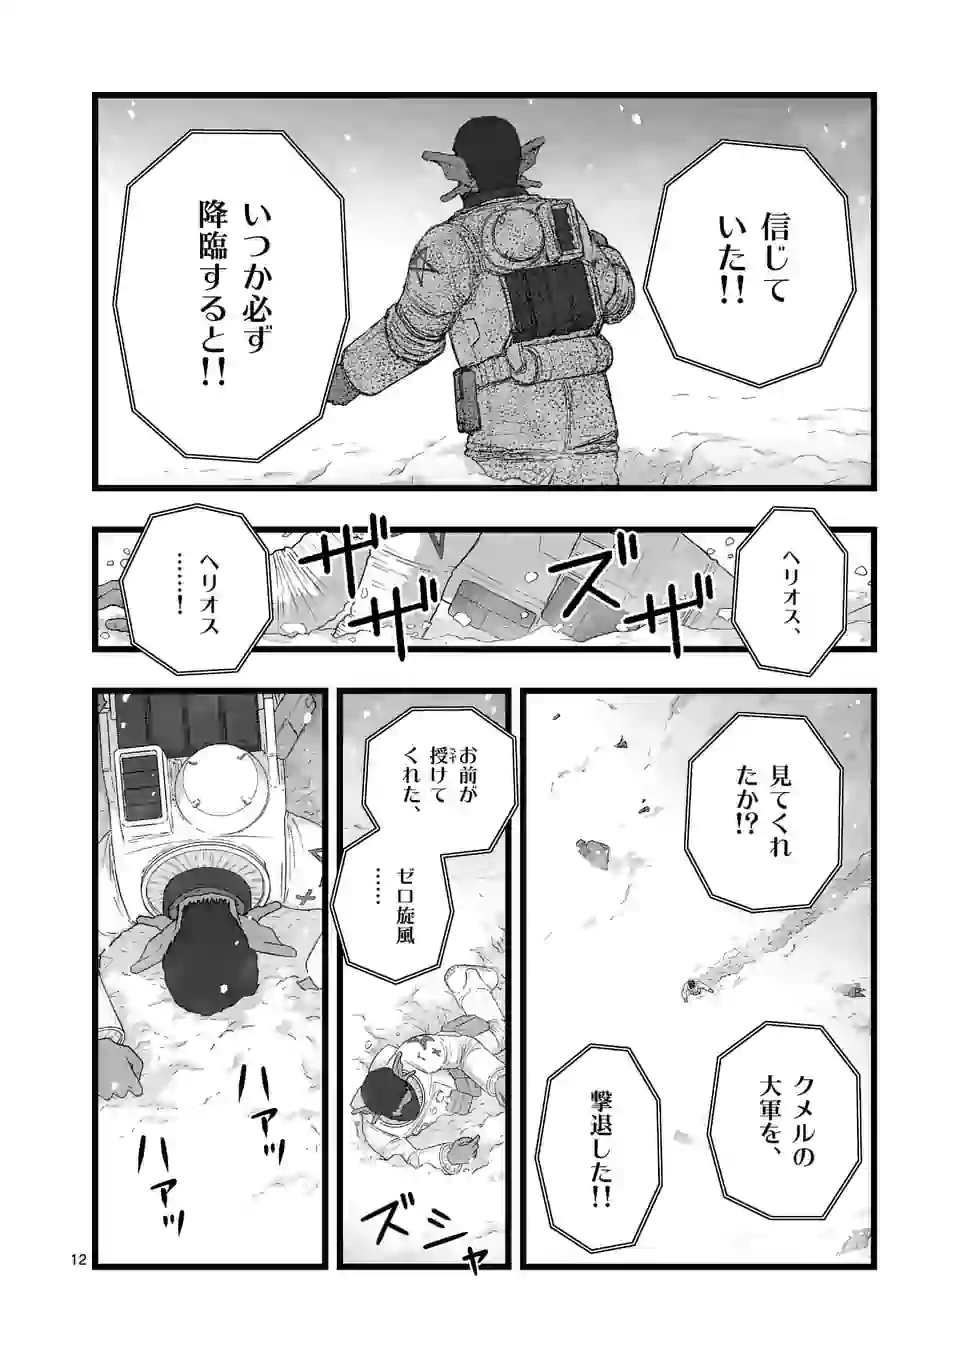 信じて
いた!!
いつか必ず
降臨すると!!
ヘリオス、
ズザ
ザザ
ヘリオス
……!
見てくれ
たか!?
クメルの
大軍を、
撃退した!!
お前が
授けて
さず
くれた、
ゼロ旋風
……
ズシャ
ハァッ
ハァッ
12